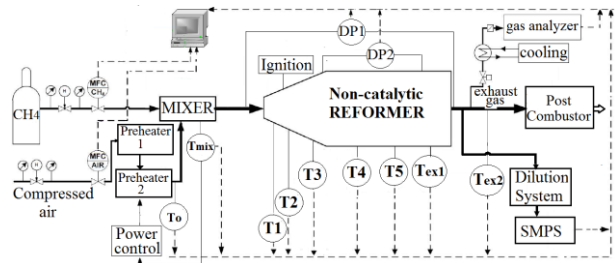 DP1
gas analyzer
DP2
cooling
Ignition
MFC
CH₄
Non-catalytic
REFORMER
exhaust
gas
CH4
MIXER
Post
Combustor
Preheater
1
Tmix
MFC
AIR
T3
T4
T5
Tex1
Tex2
Preheater
2
T2
Dilution
System
Compressed
air
To
T1
Power
control
SMPS